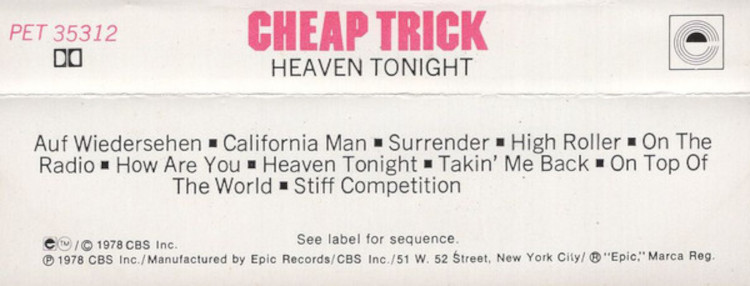 PET 35312
CHEAP TRICK
HEAVEN TONIGHT
Auf Wiedersehen ▪ California Man ▪ Surrender ▪ High Roller ▪ On The
Radio ▪ How Are You ▪ Heaven Tonight ▪ Takin' Me Back ▪ On Top Of
The World ▪ Stiff Competition
See label for sequence.
e ™/© 1978 CBS Inc.
℗ 1978 CBS Inc./Manufactured by Epic Records/CBS Inc./51 W. 52 Street, New York City/ ® "Epic," Marca Reg.